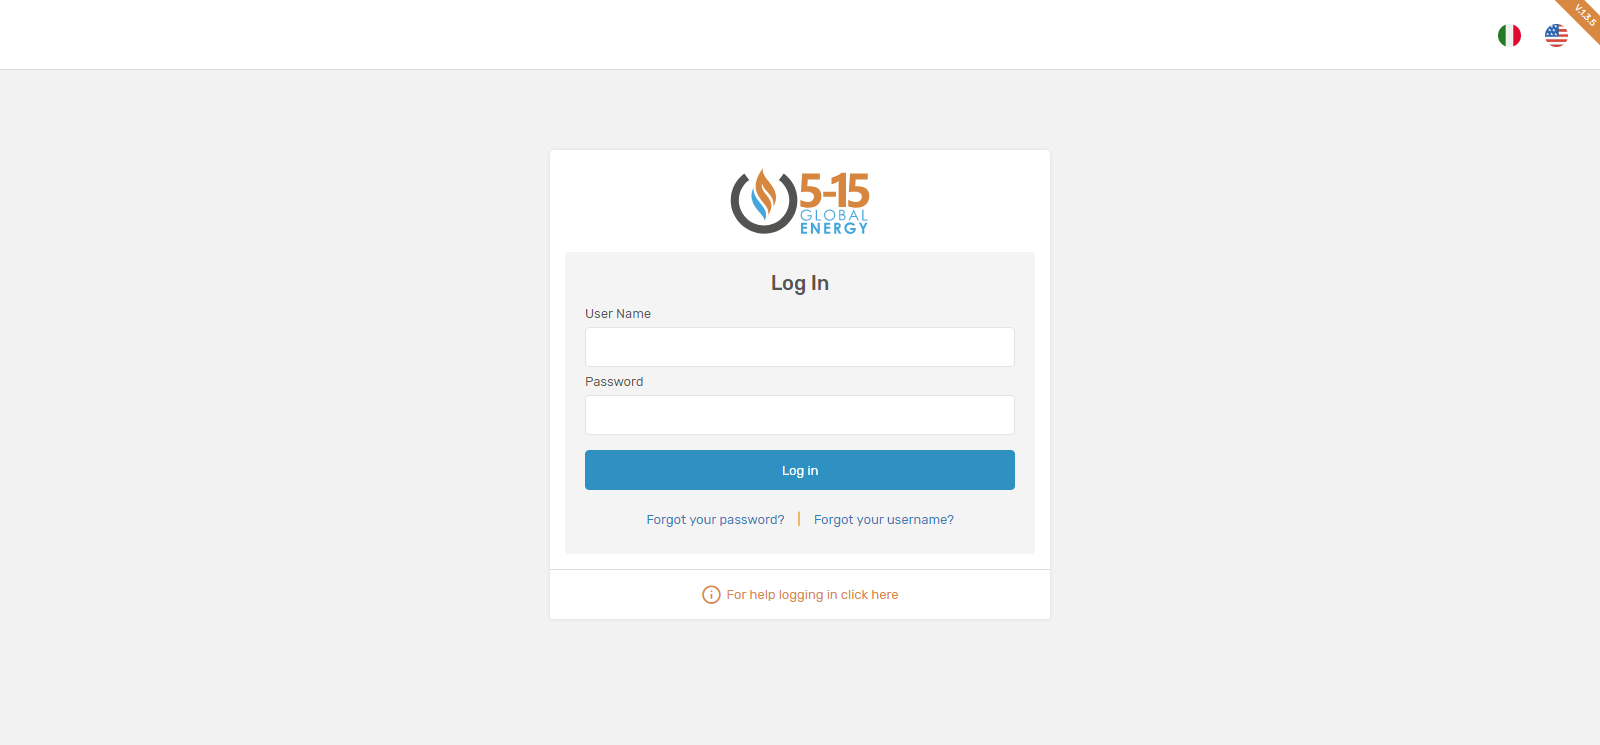 V.1.3.5
5-15
GLOBAL
ENERGY
Log In
User Name
Password
Log in
Forgot your password? | Forgot your username?
For help logging in click here